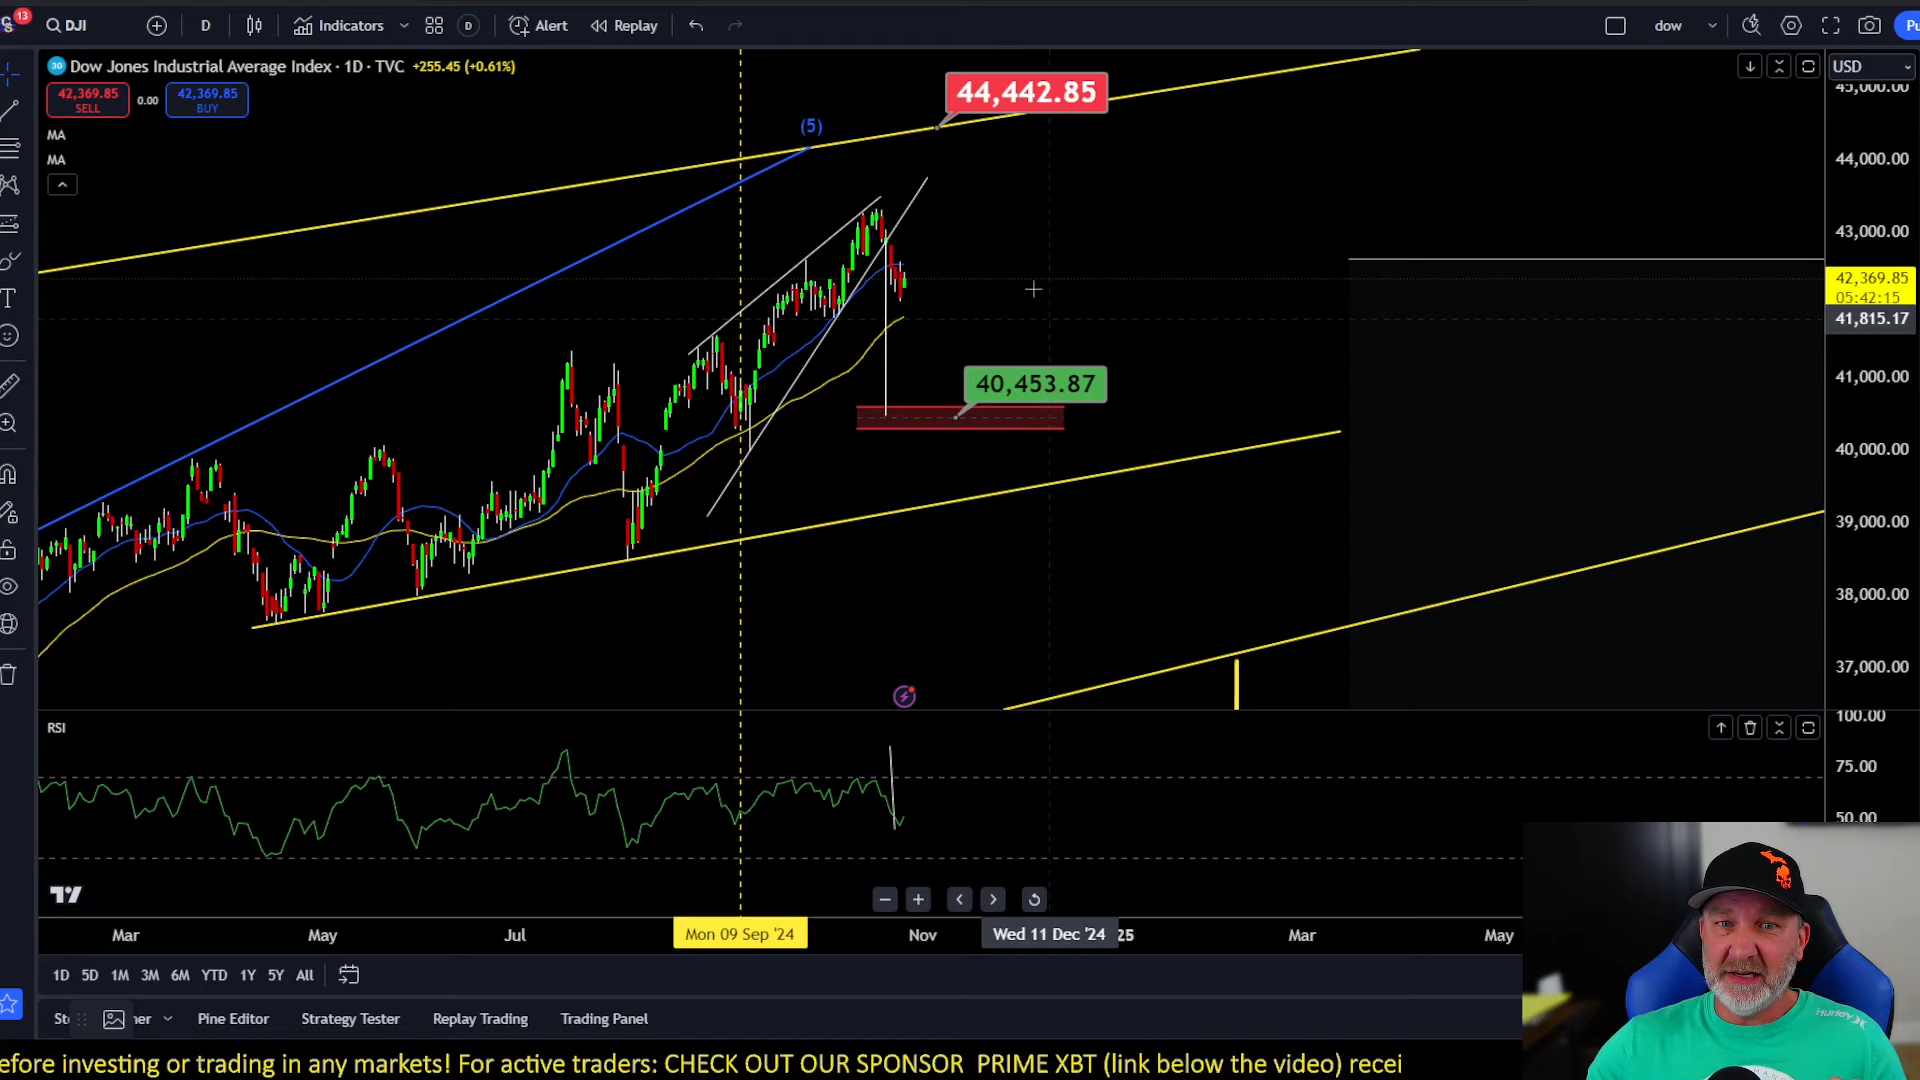 13
DJI
D
Indicators
D
Alert
Replay
dow
Pu
30 Dow Jones Industrial Average Index · 1D · TVC +255.45 (+0.61%)
USD
42,369.85
SELL
0.00
42,369.85
BUY
MA
MA
(5)
44,442.85
40,453.87
45,000.00
44,000.00
43,000.00
42,369.85
05:42:15
41,815.17
41,000.00
40,000.00
39,000.00
38,000.00
37,000.00
RSI
100.00
75.00
50.00
Mar
May
Jul
Mon 09 Sep '24
Nov
Wed 11 Dec '24
25
Mar
May
1D 5D 1M 3M 6M YTD 1Y 5Y All
ner
Pine Editor
Strategy Tester
Replay Trading
Trading Panel
Hurley
efore investing or trading in any markets! For active traders: CHECK OUT OUR SPONSOR PRIME XBT (link below the video) recei